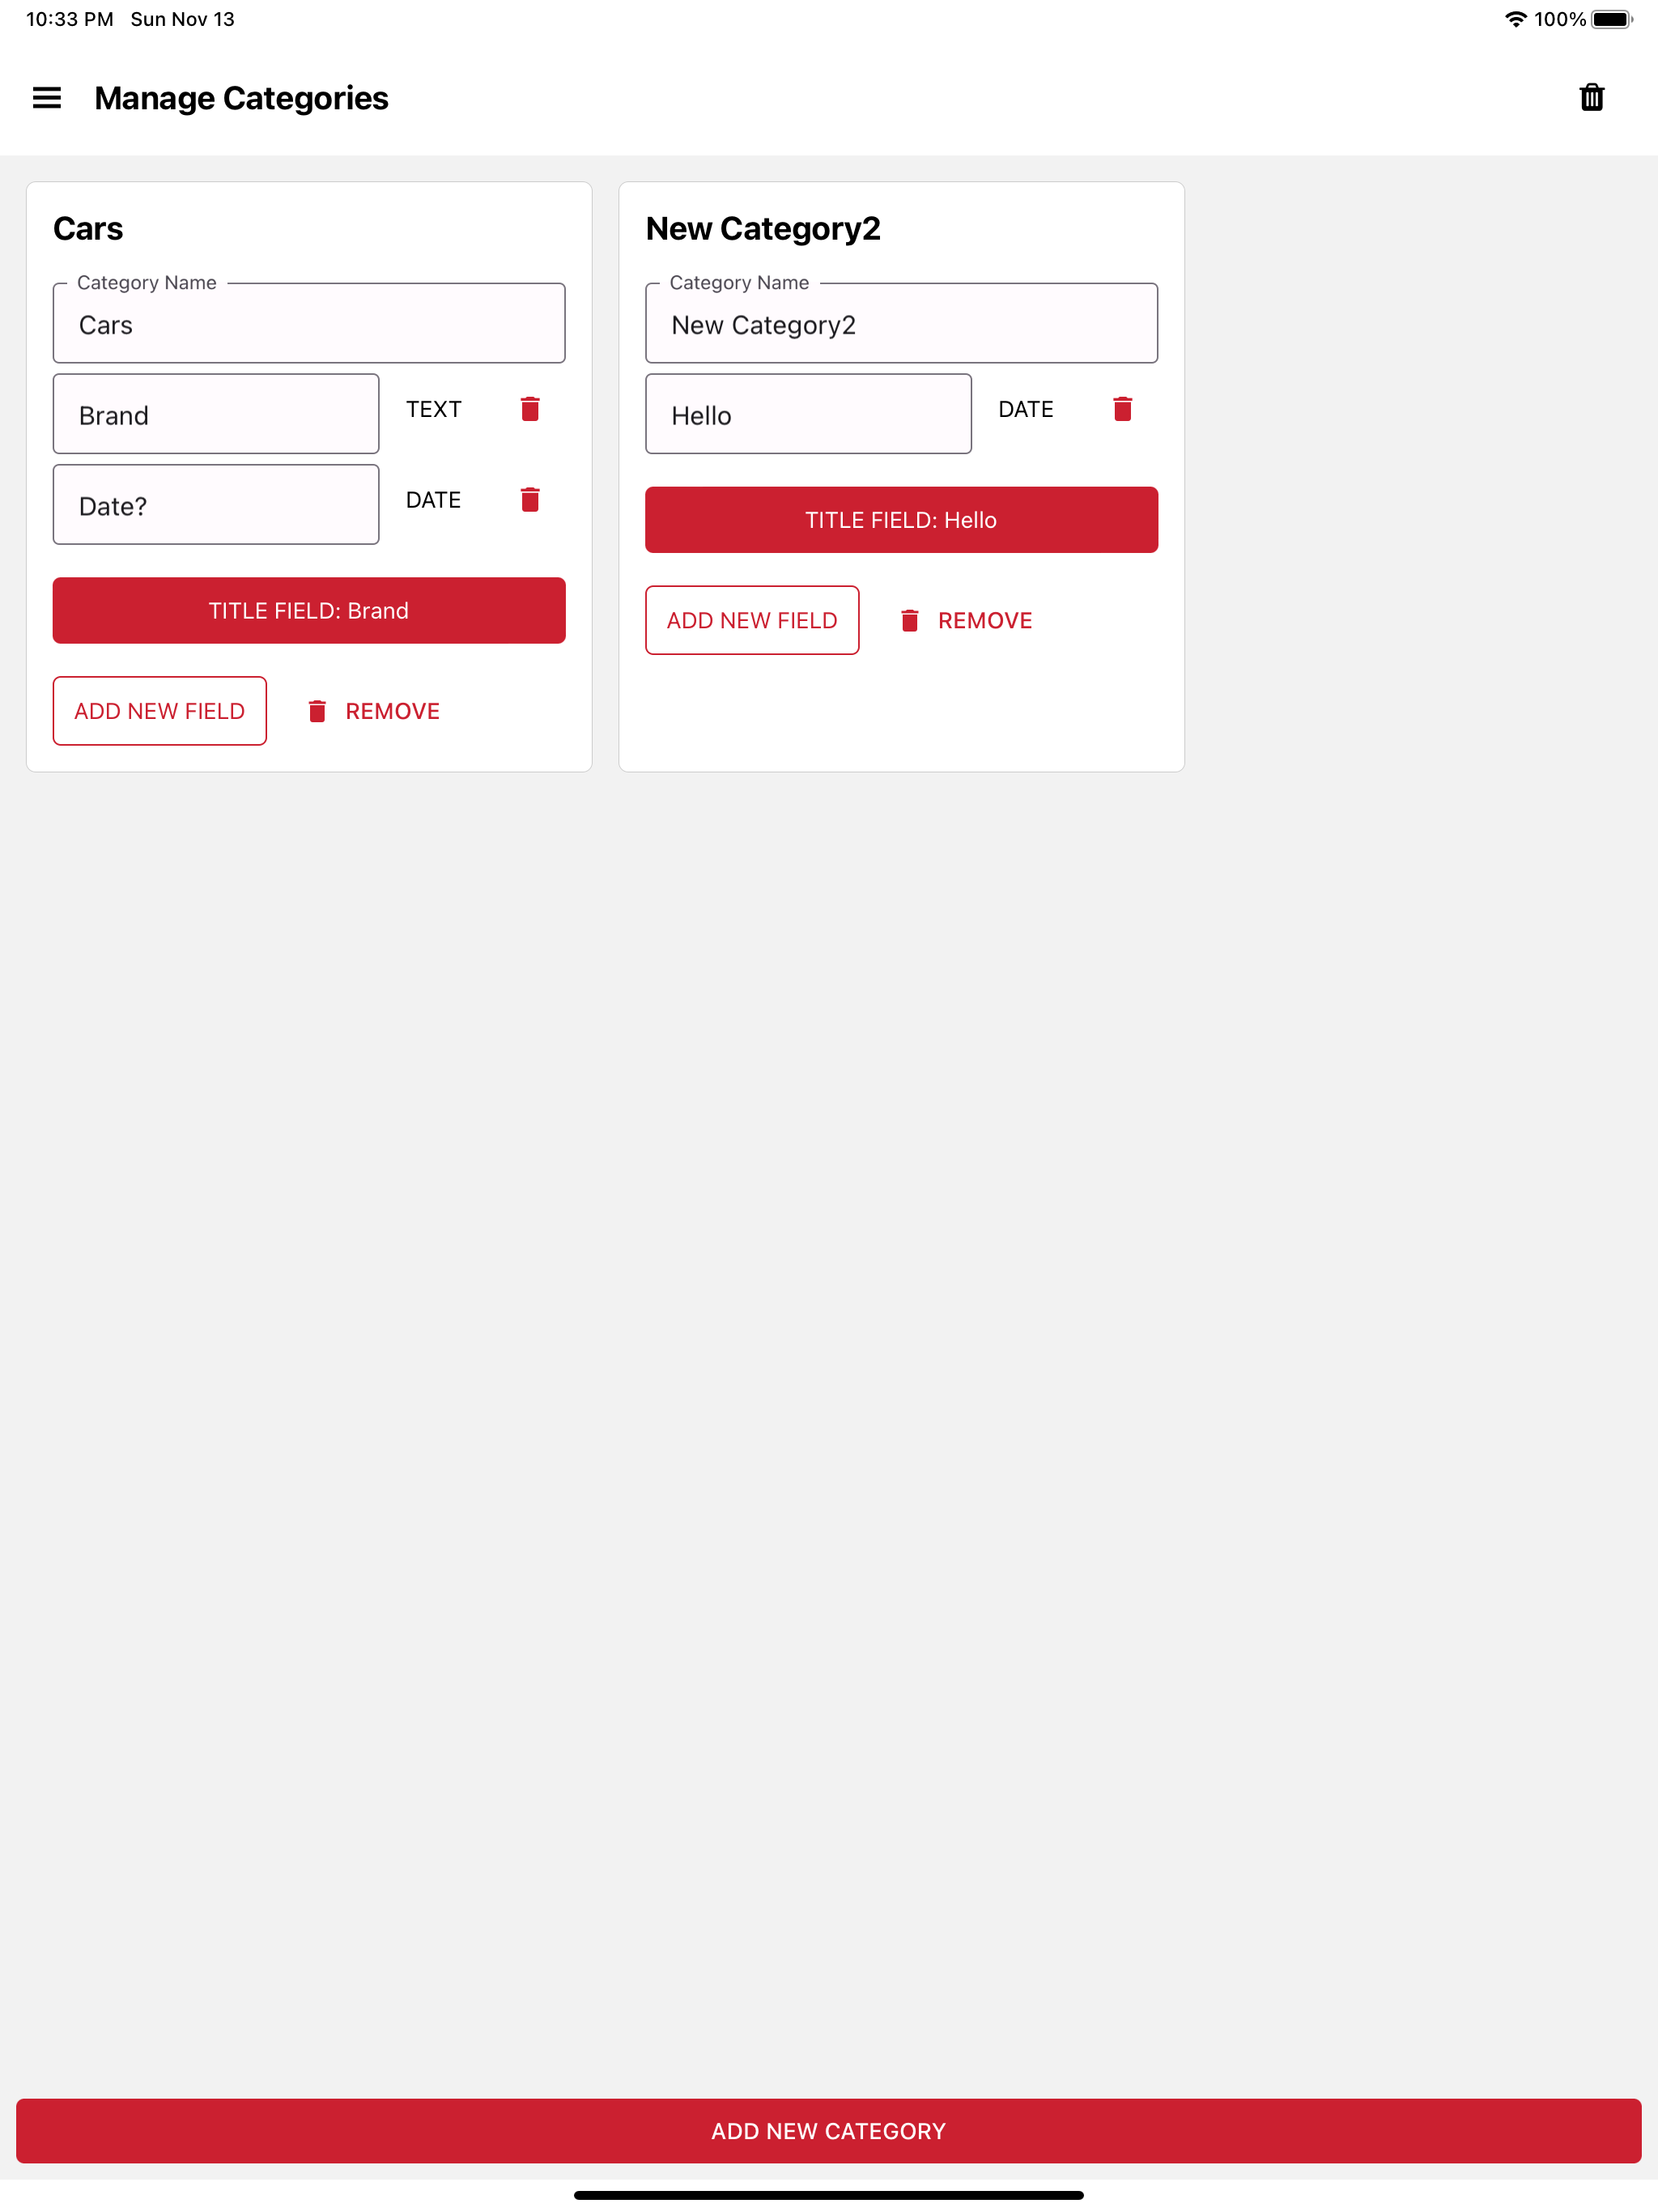 10:33 PM Sun Nov 13 100%
Manage Categories
Cars
Category Name
Cars
Brand TEXT
Date? DATE
TITLE FIELD: Brand
ADD NEW FIELD REMOVE
New Category2
Category Name
New Category2
Hello DATE
TITLE FIELD: Hello
ADD NEW FIELD REMOVE
ADD NEW CATEGORY